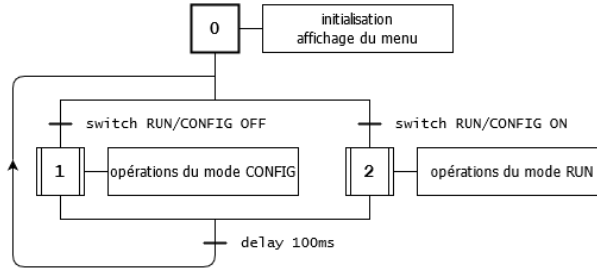 0
initialisation
affichage du menu
switch RUN/CONFIG OFF
switch RUN/CONFIG ON
1
opérations du mode CONFIG
2
opérations du mode RUN
delay 100ms